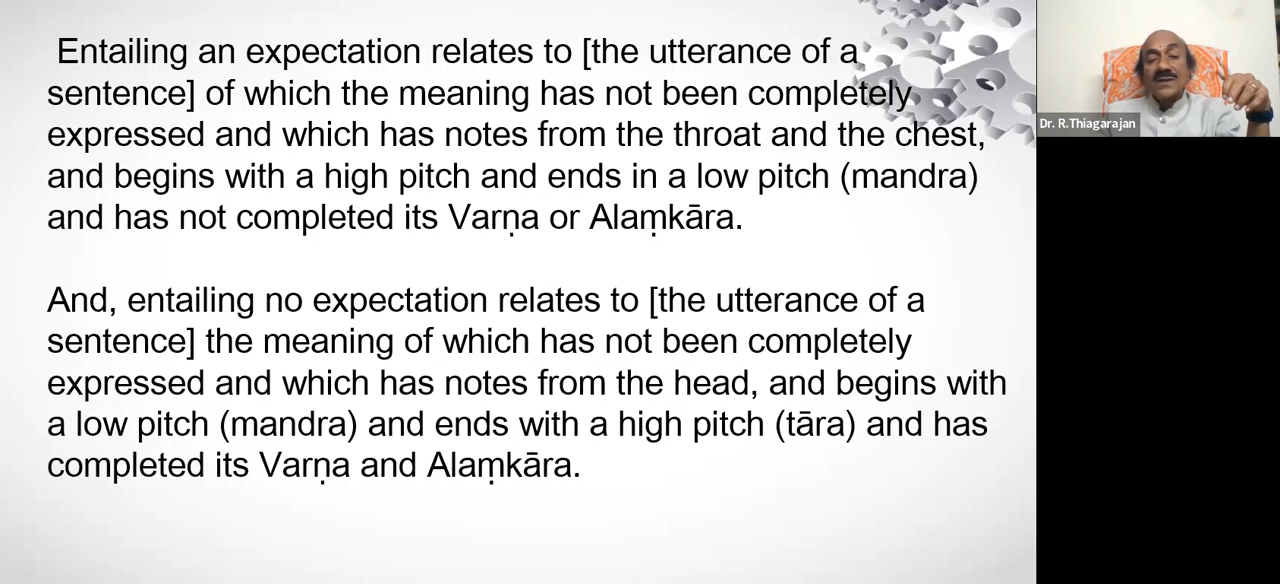 Entailing an expectation relates to [the utterance of a
sentence] of which the meaning has not been completely
expressed and which has notes from the throat and the chest,
and begins with a high pitch and ends in a low pitch (mandra)
and has not completed its Varṇa or Alaṃkāra.
And, entailing no expectation relates to [the utterance of a
sentence] the meaning of which has not been completely
expressed and which has notes from the head, and begins with
a low pitch (mandra) and ends with a high pitch (tāra) and has
completed its Varṇa and Alaṃkāra.
Dr. R.Thiagarajan